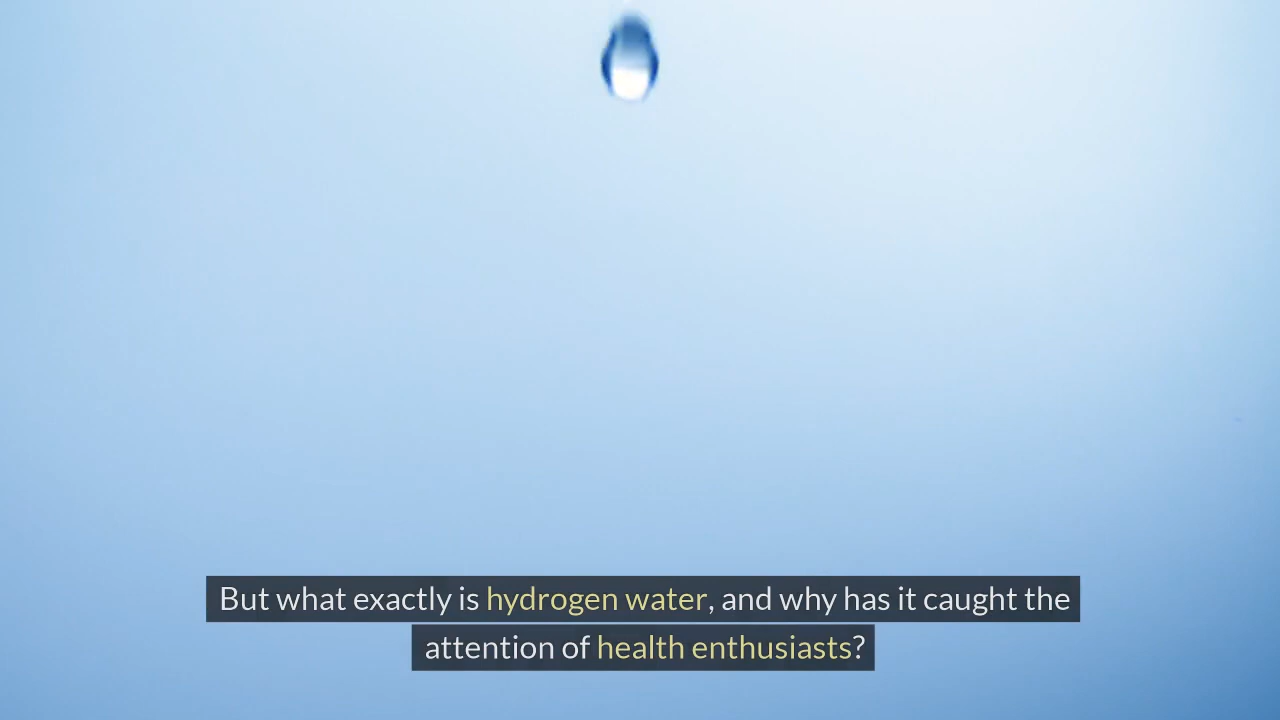 But what exactly is hydrogen water, and why has it caught the
attention of health enthusiasts?